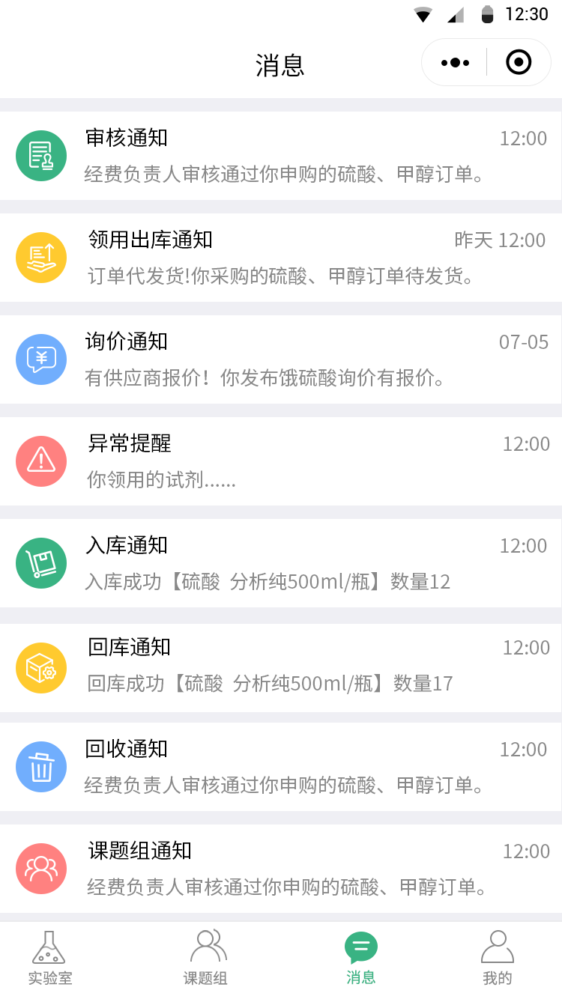 12:30
消息
审核通知 12:00
经费负责人审核通过你申购的硫酸、甲醇订单。
领用出库通知 昨天 12:00
订单代发货!你采购的硫酸、甲醇订单待发货。
询价通知 07-05
有供应商报价！你发布饿硫酸询价有报价。
异常提醒 12:00
你领用的试剂......
入库通知 12:00
入库成功【硫酸 分析纯500ml/瓶】数量12
回库通知 12:00
回库成功【硫酸 分析纯500ml/瓶】数量17
回收通知 12:00
经费负责人审核通过你申购的硫酸、甲醇订单。
课题组通知 12:00
经费负责人审核通过你申购的硫酸、甲醇订单。
实验室 课题组 消息 我的